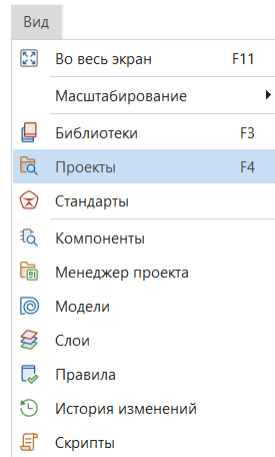 Вид
Во весь экран F11
Масштабирование
Библиотеки F3
Проекты F4
Стандарты
Компоненты
Менеджер проекта
Модели
Слои
Правила
История изменений
Скрипты